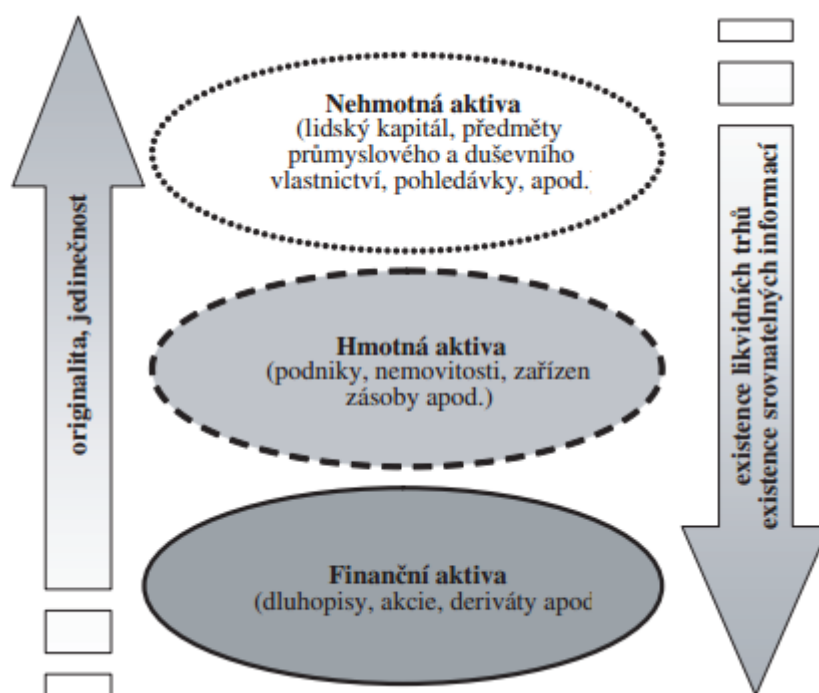 Nehmotná aktiva
(lidský kapitál, předměty
průmyslového a duševního
vlastnictví, pohledávky, apod.)
originalita, jedinečnost
existence likvidních trhů
existence srovnatelných informací
Hmotná aktiva
(podniky, nemovitosti, zařízen
zásoby apod.)
Finanční aktiva
(dluhopisy, akcie, deriváty apod